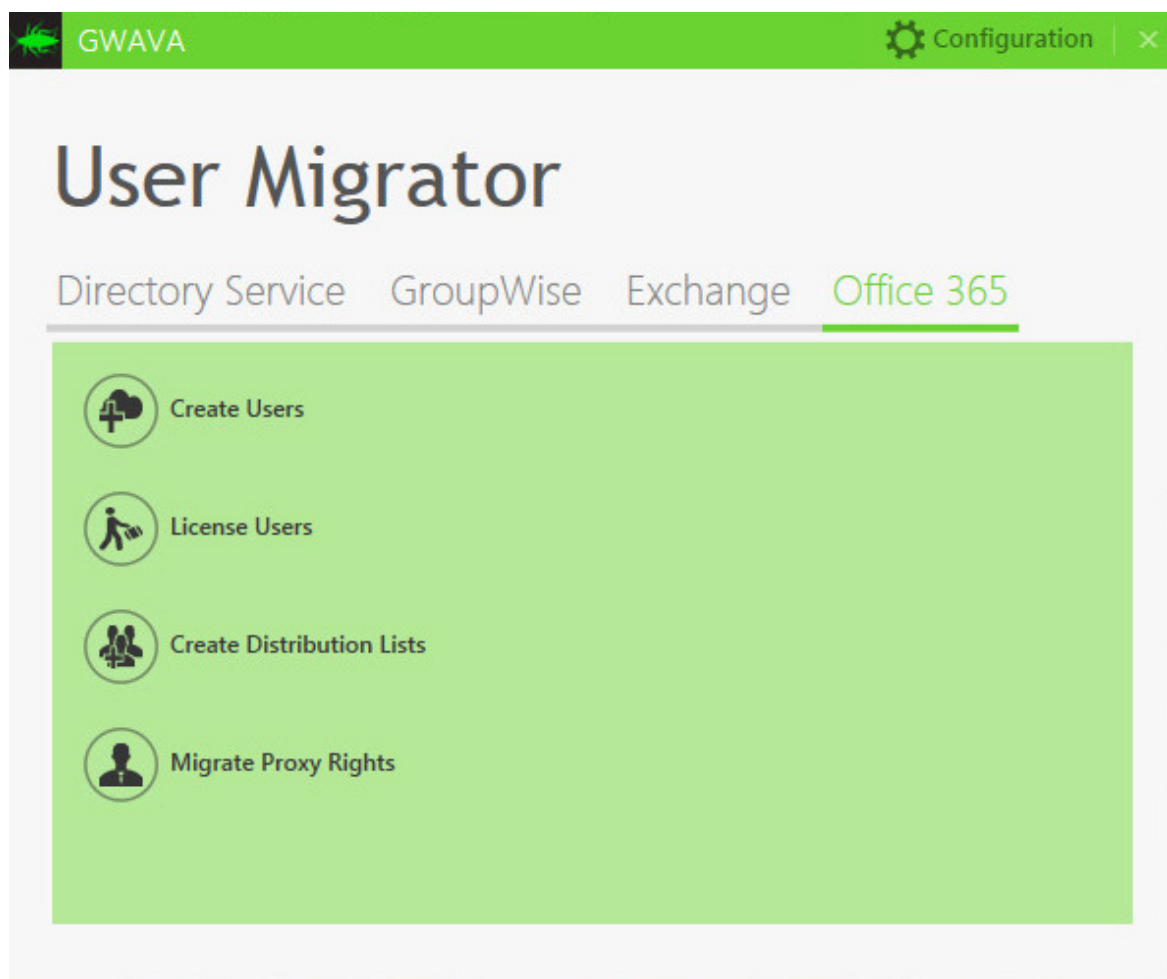 GWAVA
Configuration
User Migrator
Directory Service GroupWise Exchange Office 365
Create Users
License Users
Create Distribution Lists
Migrate Proxy Rights